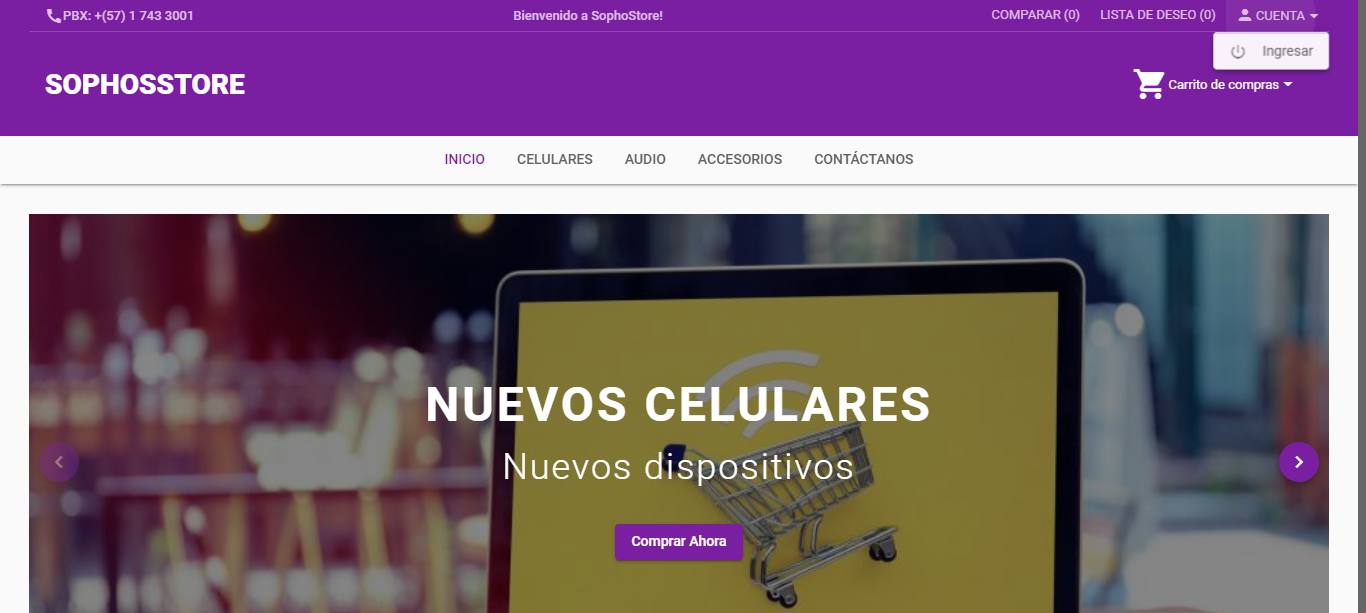 PBX: +(57) 1 743 3001
Bienvenido a SophoStore!
COMPARAR (0)
LISTA DE DESEO (0)
CUENTA
Ingresar
SOPHOSSTORE
Carrito de compras
INICIO
CELULARES
AUDIO
ACCESORIOS
CONTÁCTANOS
NUEVOS CELULARES
Nuevos dispositivos
Comprar Ahora